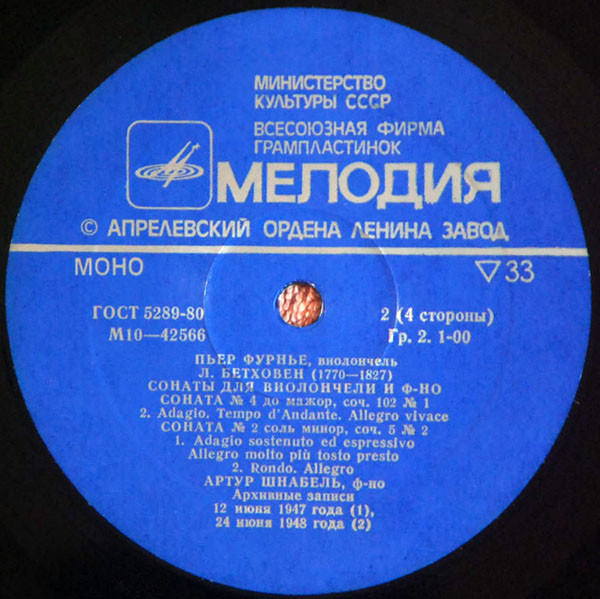 МИНИСТЕРСТВО
КУЛЬТУРЫ СССР
ВСЕСОЮЗНАЯ ФИРМА
ГРАМПЛАСТИНОК
МЕЛОДИЯ
© АПРЕЛЕВСКИЙ ОРДЕНА ЛЕНИНА ЗАВОД
МОНО ▽33
ГОСТ 5289-80 2 (4 стороны)
М10—42566 Гр. 2. 1-00
ПЬЕР ФУРНЬЕ, виолончель
Л. БЕТХОВЕН (1770—1827)
СОНАТЫ ДЛЯ ВИОЛОНЧЕЛИ И Ф-НО
СОНАТА № 4 до мажор, соч. 102 № 1
2. Adagio. Tempo d'Andante. Allegro vivace
СОНАТА № 2 соль минор, соч. 5 № 2
1. Adagio sostenuto ed espressivo
Allegro molto più tosto presto
2. Rondo. Allegro
АРТУР ШНАБЕЛЬ, ф-но
Архивные записи
12 июня 1947 года (1),
24 июня 1948 года (2)